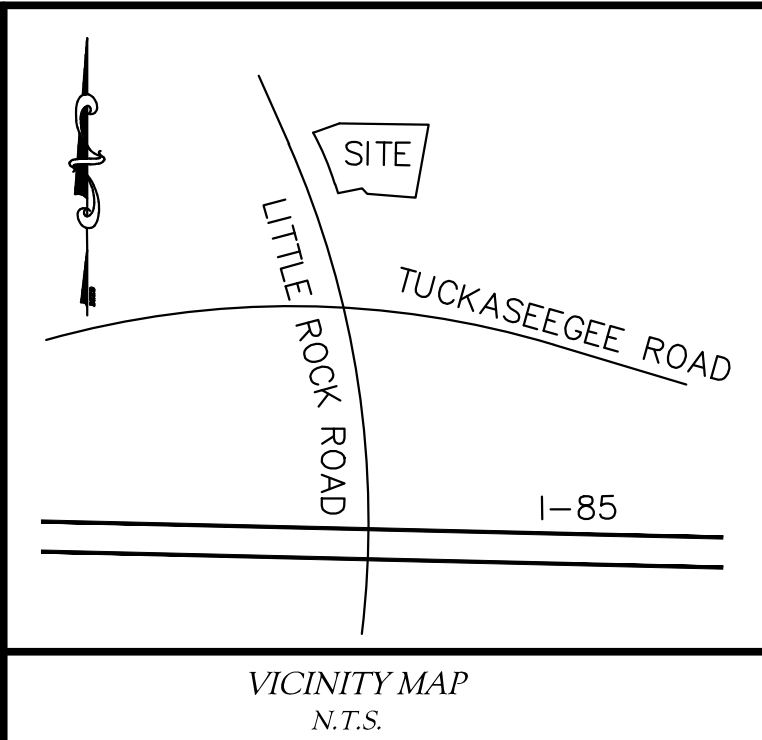 SITE
LITTLE ROCK ROAD
TUCKASEEGEE ROAD
I-85
VICINITY MAP
N.T.S.